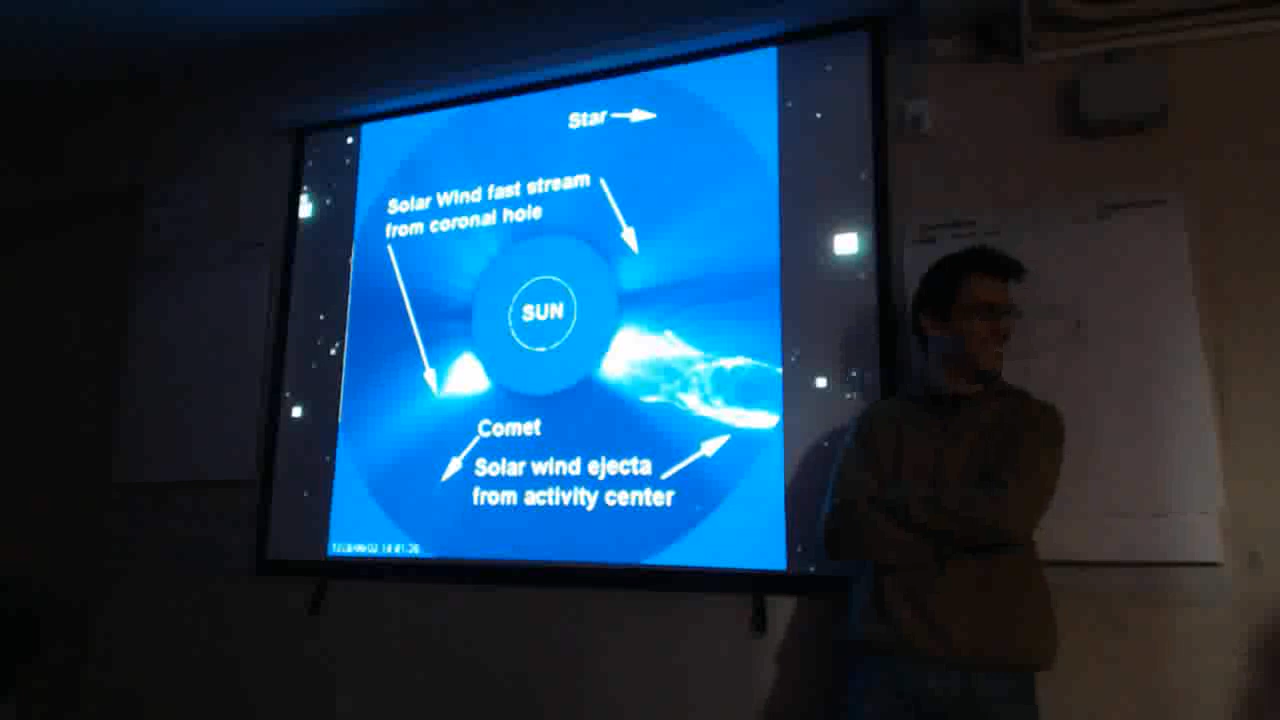 Star
Solar Wind fast stream
from coronal hole
SUN
Comet
Solar wind ejecta
from activity center